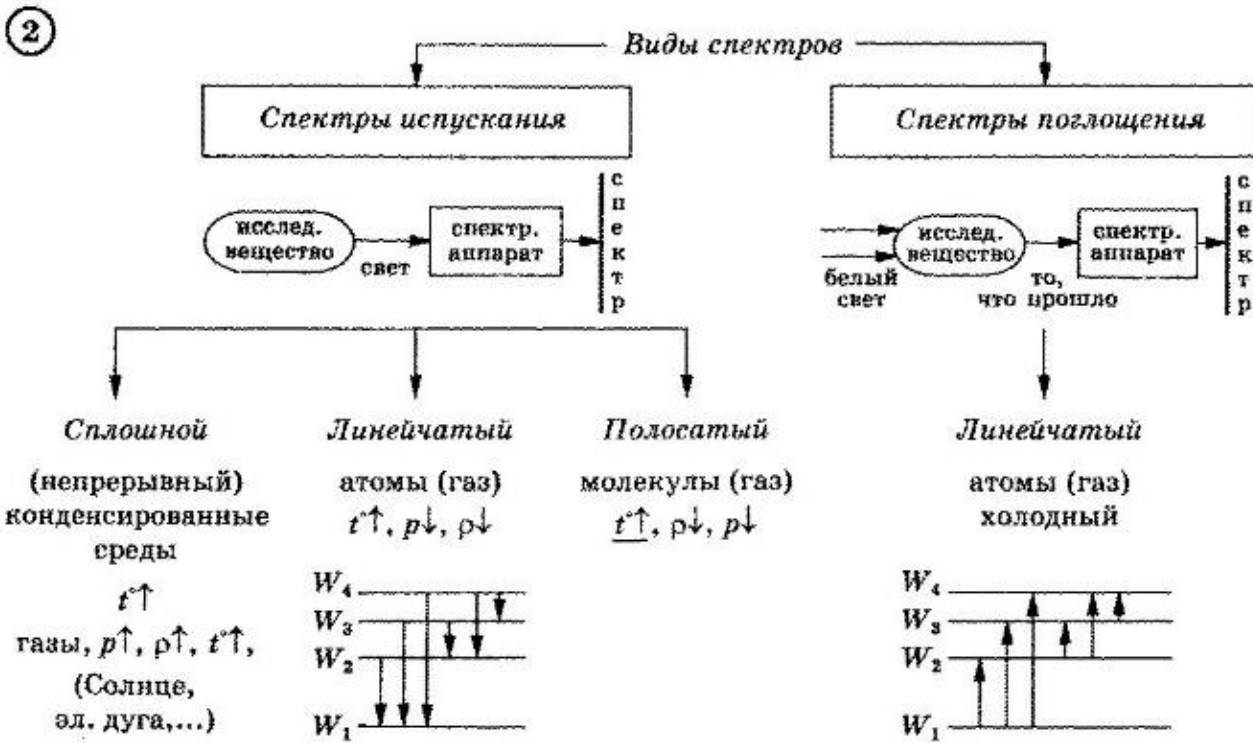 2
Виды спектров
Спектры испускания
исслед.
вещество
свет
спектр.
аппарат
спектр
Спектры поглощения
белый
свет
исслед.
вещество
то,
что прошло
спектр.
аппарат
спектр
Сплошной
(непрерывный)
конденсированные
среды
t°↑
газы, p↑, ρ↑, t°↑,
(Солнце,
эл. дуга,...)
Линейчатый
атомы (газ)
t°↑, p↓, ρ↓
W₄
W₃
W₂
W₁
Полосатый
молекулы (газ)
t°↑, ρ↓, p↓
Линейчатый
атомы (газ)
холодный
W₄
W₃
W₂
W₁